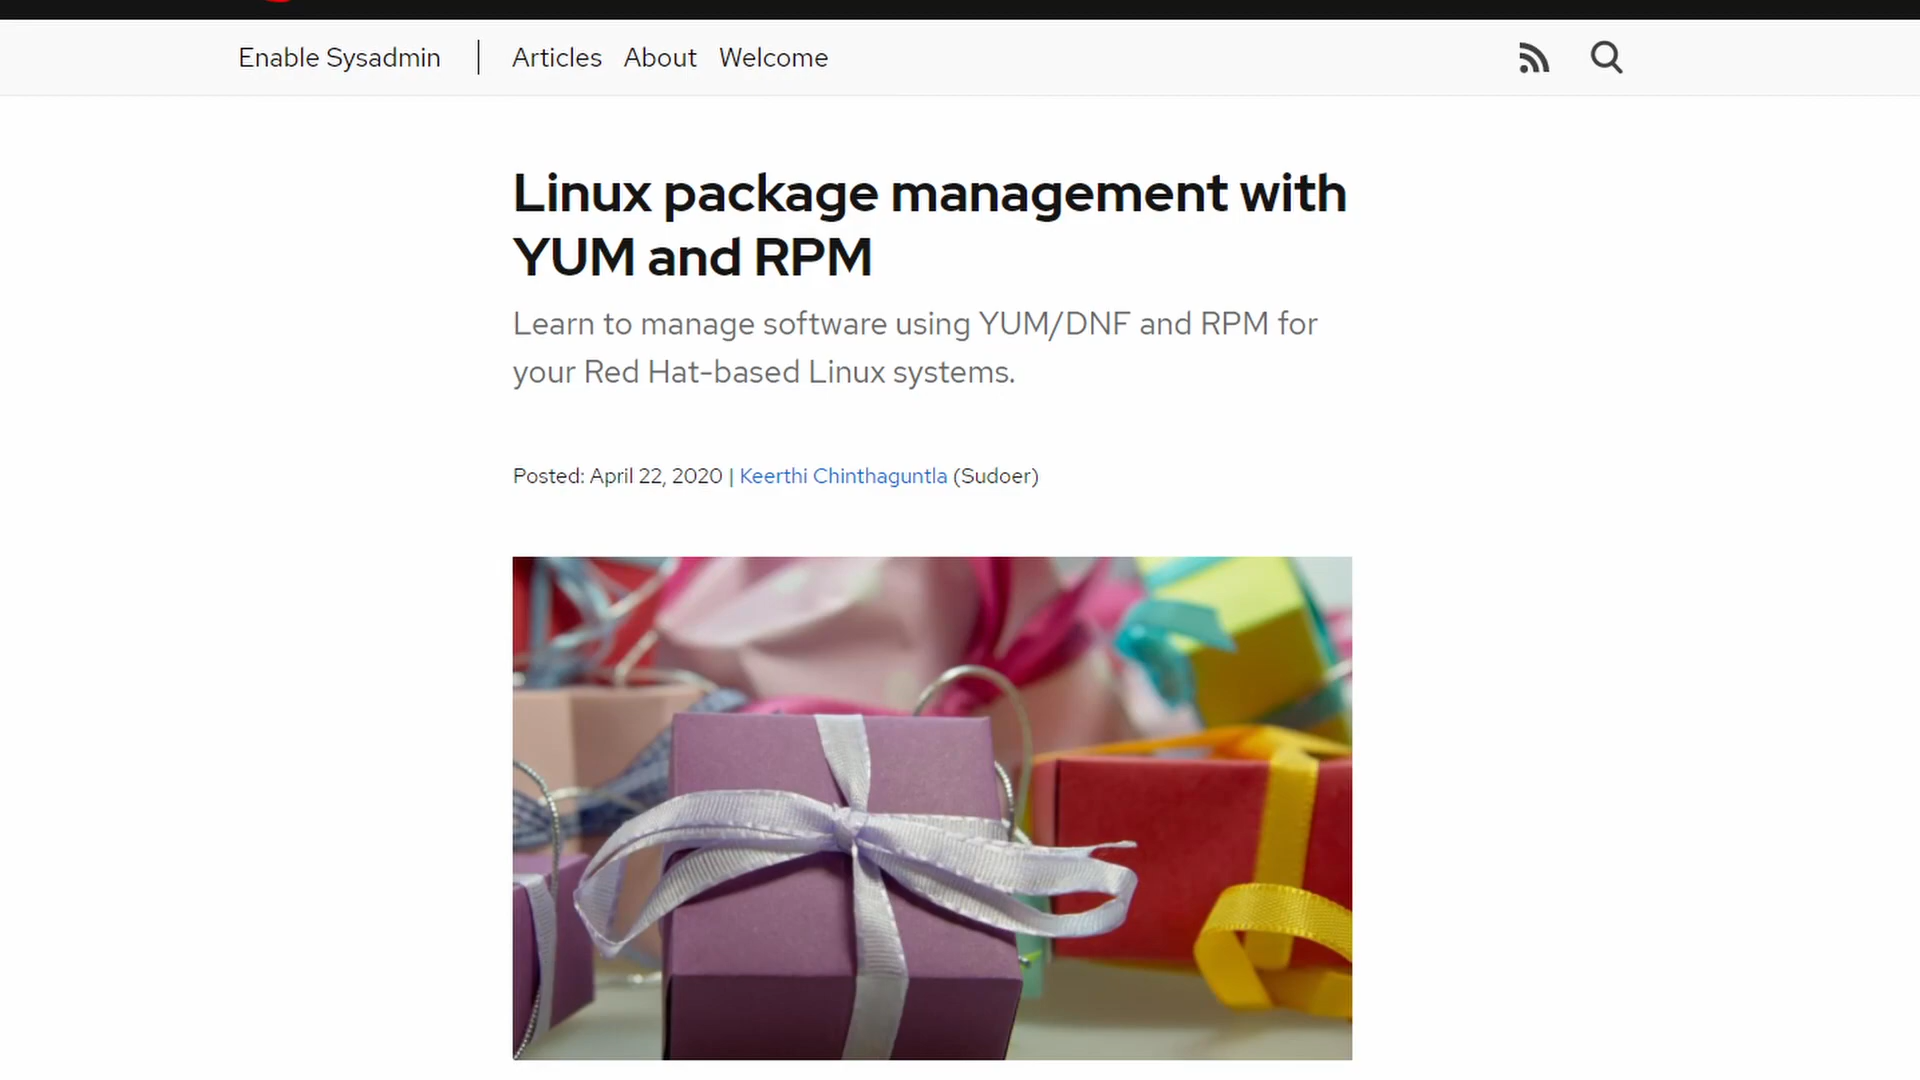 Enable Sysadmin | Articles About Welcome
Linux package management with
YUM and RPM
Learn to manage software using YUM/DNF and RPM for
your Red Hat-based Linux systems.
Posted: April 22, 2020 | Keerthi Chinthaguntla (Sudoer)